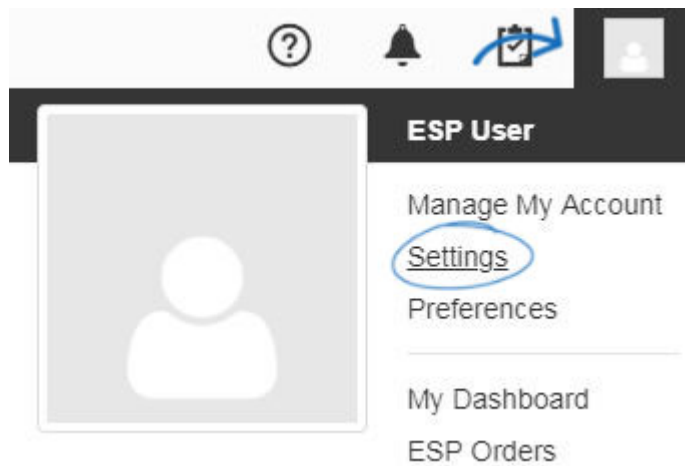 ESP User
Manage My Account
Settings
Preferences
My Dashboard
ESP Orders